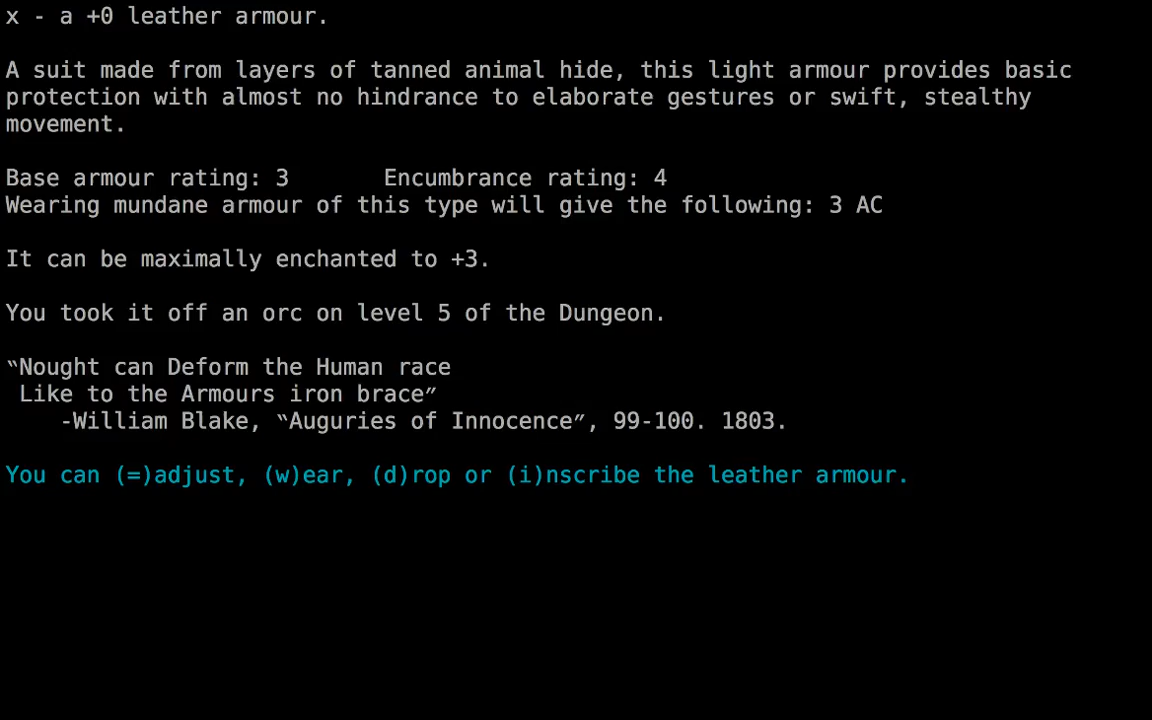 x - a +0 leather armour.
A suit made from layers of tanned animal hide, this light armour provides basic
protection with almost no hindrance to elaborate gestures or swift, stealthy
movement.
Base armour rating: 3       Encumbrance rating: 4
Wearing mundane armour of this type will give the following: 3 AC
It can be maximally enchanted to +3.
You took it off an orc on level 5 of the Dungeon.
“Nought can Deform the Human race
 Like to the Armours iron brace”
    -William Blake, “Auguries of Innocence”, 99-100. 1803.
You can (=)adjust, (w)ear, (d)rop or (i)nscribe the leather armour.